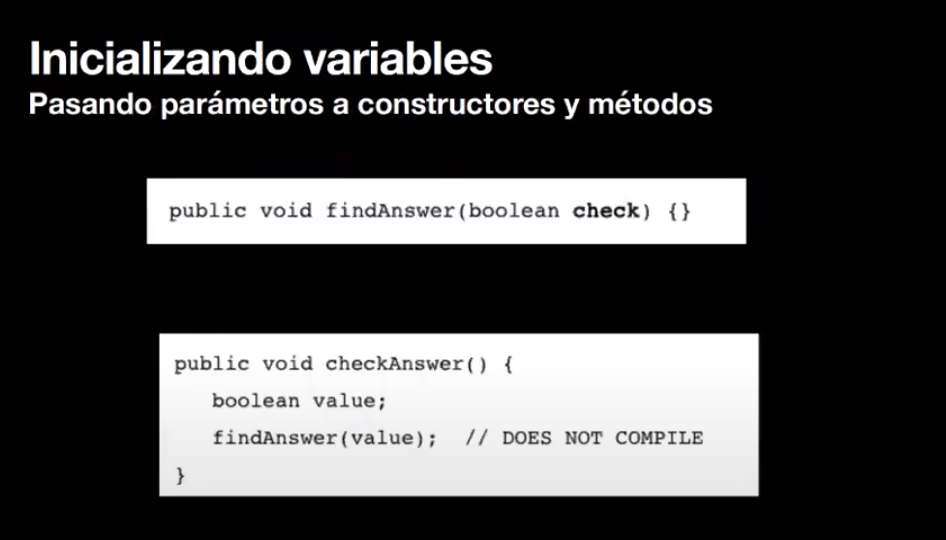 Inicializando variables
Pasando parámetros a constructores y métodos
public void findAnswer(boolean check) {}
public void checkAnswer() {
boolean value;
findAnswer(value);  // DOES NOT COMPILE
}